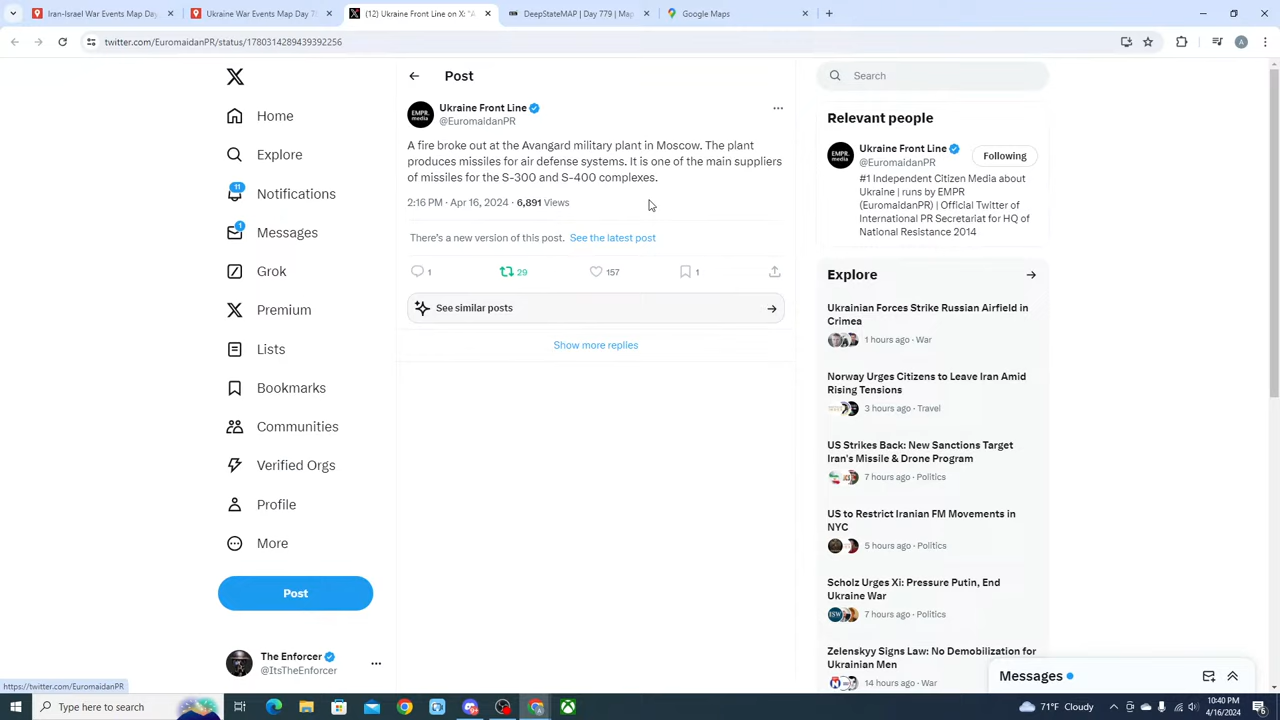 Iran-Israel War Events Map Day
Ukraine War Events Map Day 75
(12) Ukraine Front Line on X: "A
DeepStateMAP | Day 779 | Map
Google Maps
twitter.com/EuromaidanPR/status/1780314289439392256
A
Home
Explore
11
Notifications
1
Messages
Grok
Premium
Lists
Bookmarks
Communities
Verified Orgs
Profile
More
Post
The Enforcer
@ItsTheEnforcer
Post
EMPR.
media
Ukraine Front Line
@EuromaidanPR
A fire broke out at the Avangard military plant in Moscow. The plant
produces missiles for air defense systems. It is one of the main suppliers
of missiles for the S-300 and S-400 complexes.
2:16 PM · Apr 16, 2024 · 6,891 Views
There's a new version of this post. See the latest post
1 29 157 1
See similar posts
Show more replies
Search
Relevant people
EMPR.
media
Ukraine Front Line
@EuromaidanPR
Following
#1 Independent Citizen Media about
Ukraine | runs by EMPR
(EuromaidanPR) | Official Twitter of
International PR Secretariat for HQ of
National Resistance 2014
Explore
Ukrainian Forces Strike Russian Airfield in
Crimea
1 hours ago · War
Norway Urges Citizens to Leave Iran Amid
Rising Tensions
3 hours ago · Travel
US Strikes Back: New Sanctions Target
Iran's Missile & Drone Program
7 hours ago · Politics
US to Restrict Iranian FM Movements in
NYC
5 hours ago · Politics
Scholz Urges Xi: Pressure Putin, End
Ukraine War
ISW
7 hours ago · Politics
Zelenskyy Signs Law: No Demobilization for
Ukrainian Men
14 hours ago · War
Messages
https://twitter.com/EuromaidanPR
Type here to search
71°F Cloudy
10:40 PM
4/16/2024